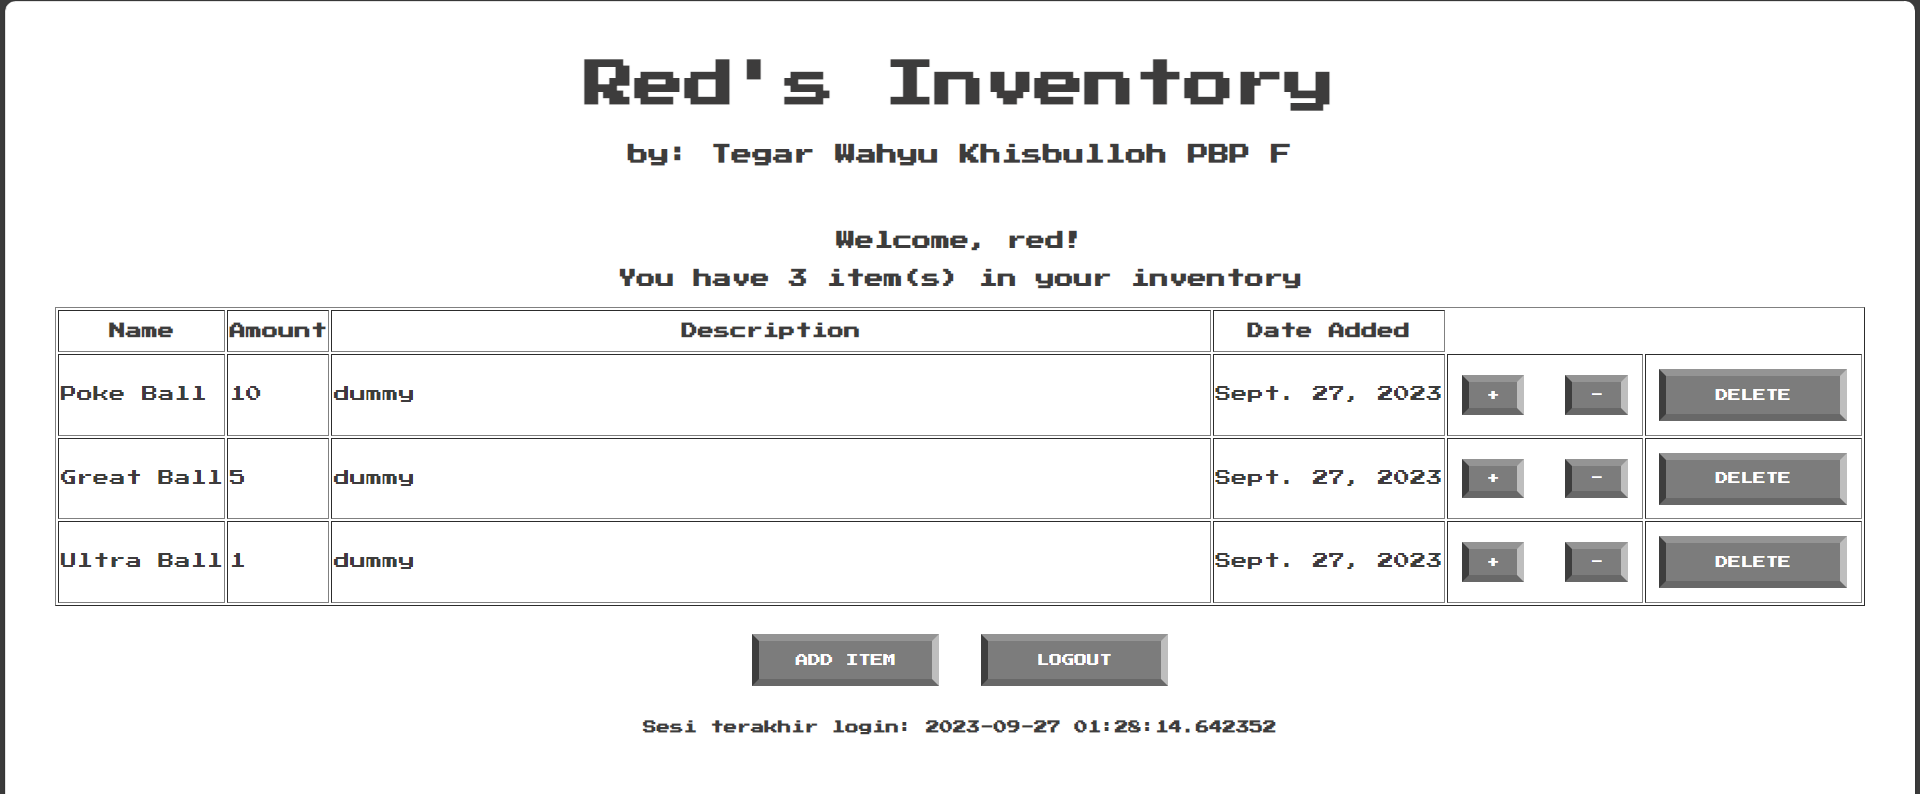 Red's Inventory
by: Tegar Wahyu Khisbulloh PBP F
Welcome, red!
You have 3 item(s) in your inventory
Name Amount Description Date Added
Poke Ball 10 dummy Sept. 27, 2023 + - DELETE
Great Ball 5 dummy Sept. 27, 2023 + - DELETE
Ultra Ball 1 dummy Sept. 27, 2023 + - DELETE
ADD ITEM LOGOUT
Sesi terakhir login: 2023-09-27 01:28:14.642352